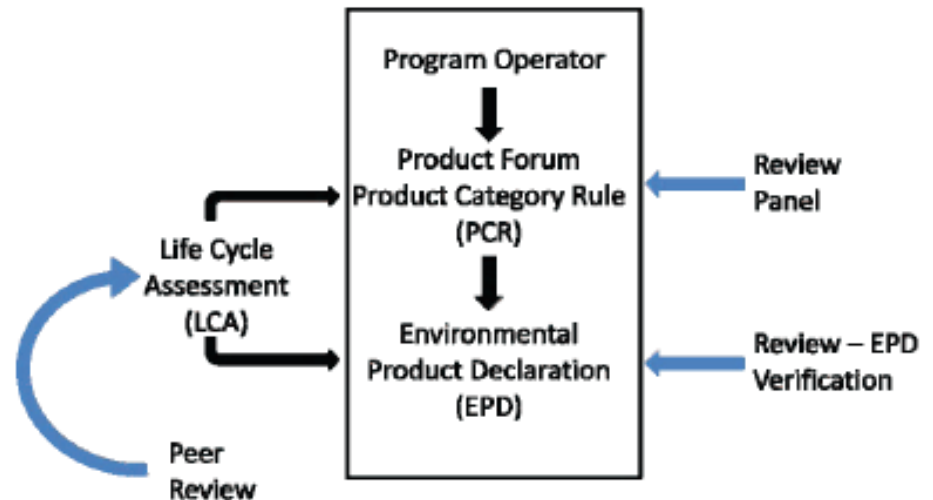 Program Operator
Product Forum
Product Category Rule
(PCR)
Review
Panel
Life Cycle
Assessment
(LCA)
Environmental
Product Declaration
(EPD)
Review – EPD
Verification
Peer
Review